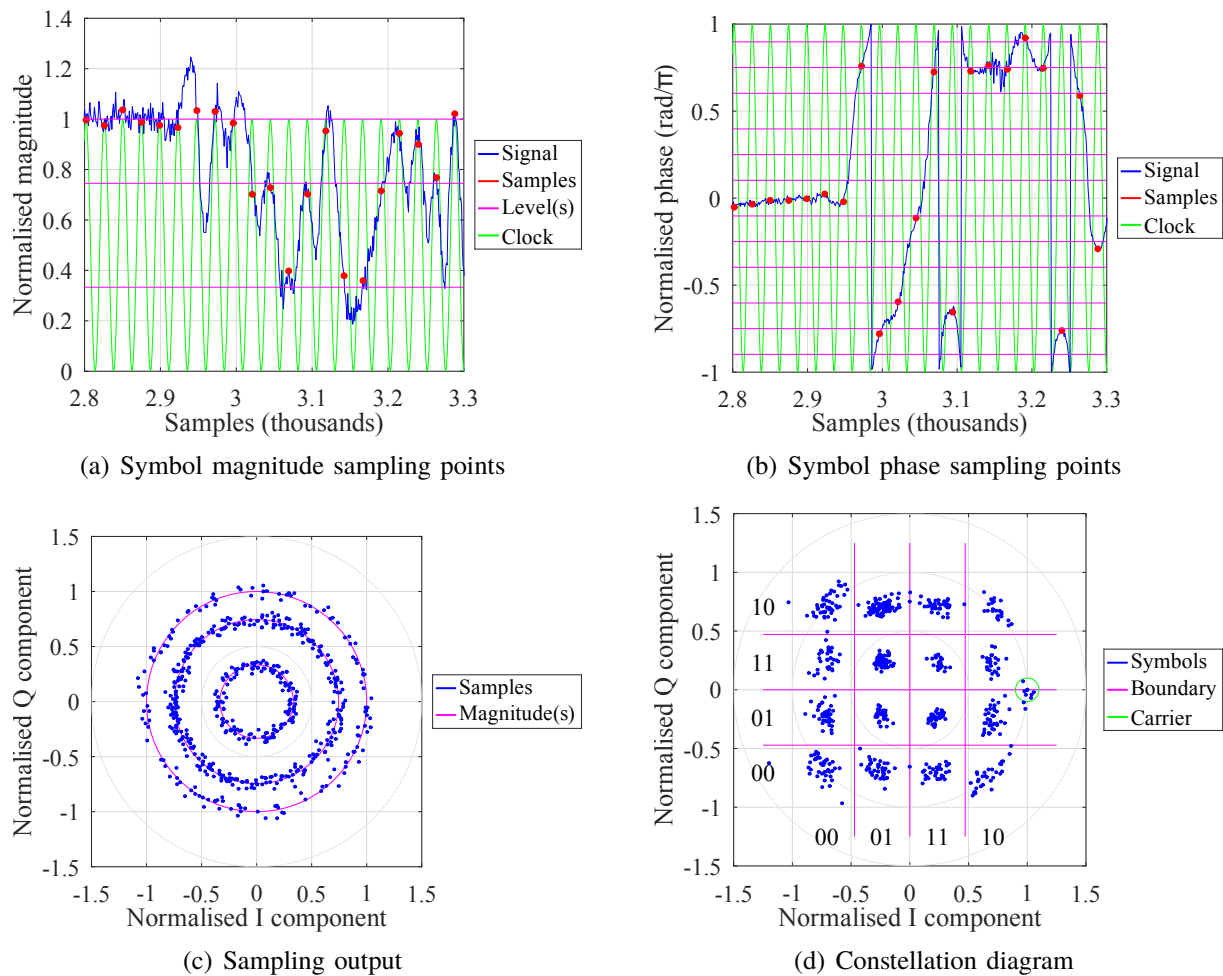 1.4
1.2
1
0.8
0.6
0.4
0.2
0
Normalised magnitude
2.8 2.9 3 3.1 3.2 3.3
Samples (thousands)
Signal
Samples
Level(s)
Clock
(a) Symbol magnitude sampling points
1
0.5
0
-0.5
-1
Normalised phase (rad/π)
2.8 2.9 3 3.1 3.2 3.3
Samples (thousands)
Signal
Samples
Clock
(b) Symbol phase sampling points
1.5
1
0.5
0
-0.5
-1
-1.5
Normalised Q component
-1.5 -1 -0.5 0 0.5 1 1.5
Normalised I component
Samples
Magnitude(s)
(c) Sampling output
1.5
1
0.5
0
-0.5
-1
-1.5
Normalised Q component
10
11
01
00
00 01 11 10
-1.5 -1 -0.5 0 0.5 1 1.5
Normalised I component
Symbols
Boundary
Carrier
(d) Constellation diagram